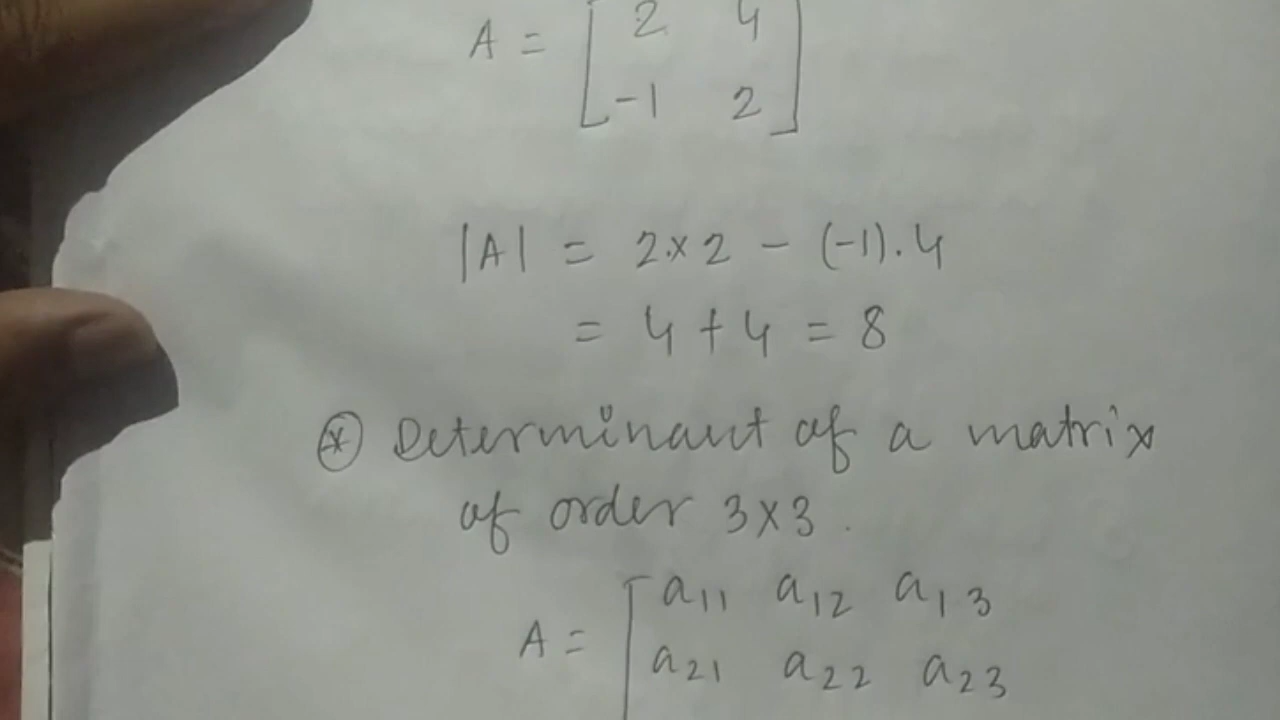 A = [ 2 4
-1 2 ]
|A| = 2×2 - (-1).4
= 4 + 4 = 8
* Determinant of a matrix
of order 3×3.
A = [ a11 a12 a13
a21 a22 a23